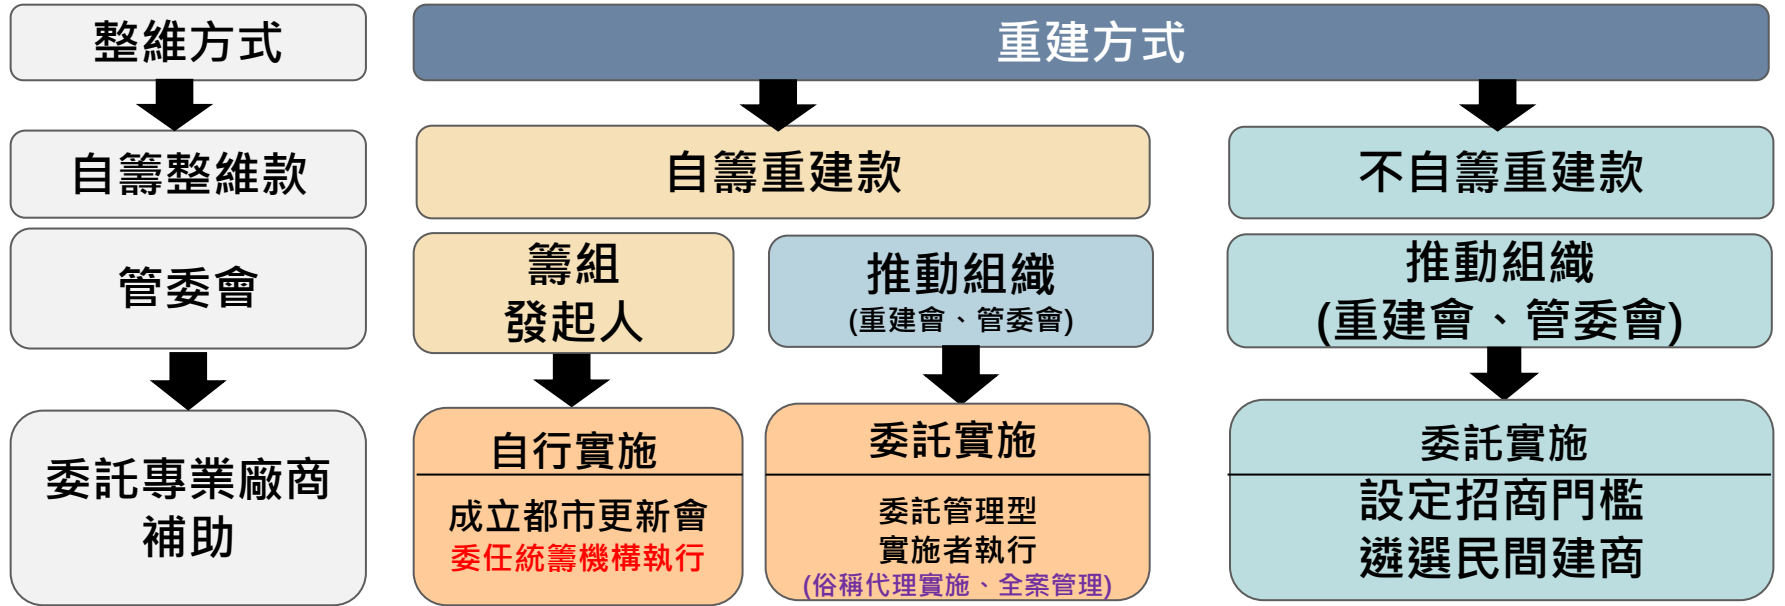 整維方式
自籌整維款
管委會
委託專業廠商
補助
重建方式
自籌重建款
籌組
發起人
自行實施
成立都市更新會
委任統籌機構執行
推動組織
(重建會、管委會)
委託實施
委託管理型
實施者執行
(俗稱代理實施、全案管理)
不自籌重建款
推動組織
(重建會、管委會)
委託實施
設定招商門檻
遴選民間建商